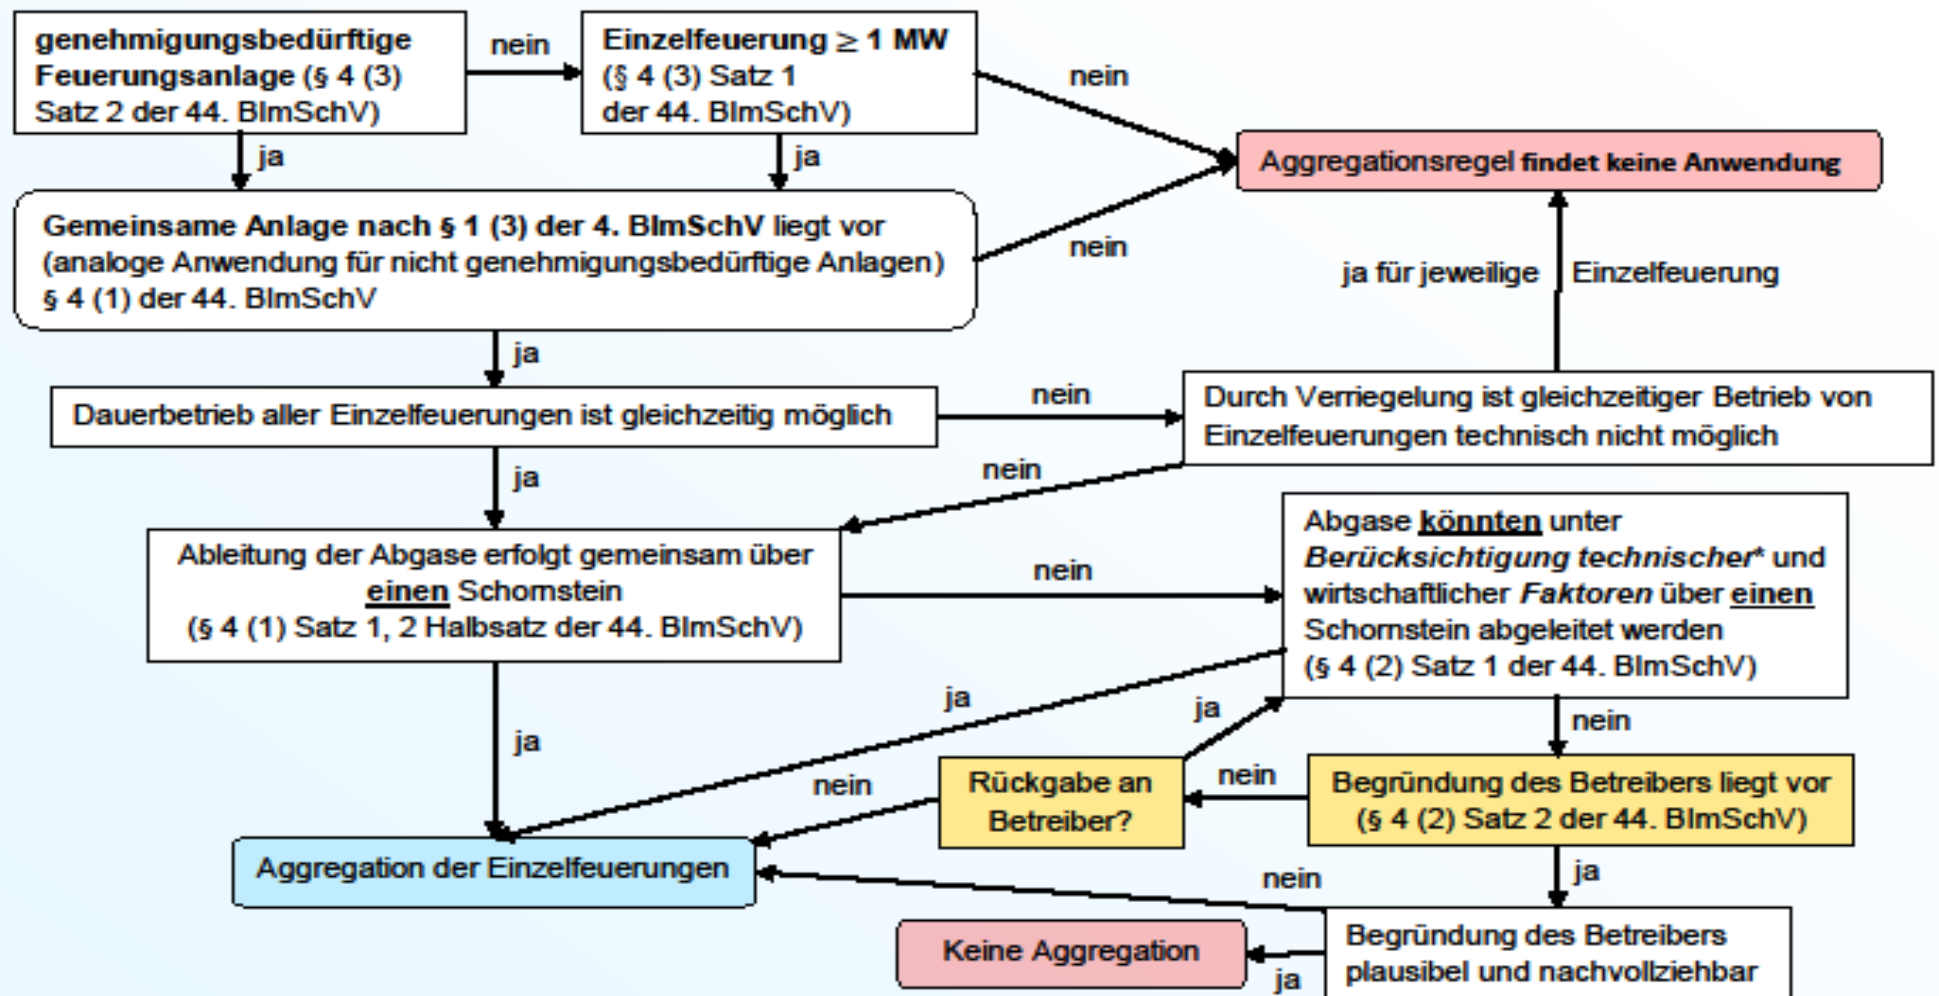 genehmigungsbedürftige
Feuerungsanlage (§ 4 (3)
Satz 2 der 44. BImSchV)
nein
Einzelfeuerung ≥ 1 MW
(§ 4 (3) Satz 1
der 44. BImSchV)
nein
ja
ja
Aggregationsregel findet keine Anwendung
Gemeinsame Anlage nach § 1 (3) der 4. BImSchV liegt vor
(analoge Anwendung für nicht genehmigungsbedürftige Anlagen)
§ 4 (1) der 44. BImSchV
nein
ja für jeweilige Einzelfeuerung
ja
Dauerbetrieb aller Einzelfeuerungen ist gleichzeitig möglich
nein
Durch Verriegelung ist gleichzeitiger Betrieb von
Einzelfeuerungen technisch nicht möglich
ja
nein
Ableitung der Abgase erfolgt gemeinsam über
einen Schornstein
(§ 4 (1) Satz 1, 2 Halbsatz der 44. BImSchV)
nein
Abgase könnten unter
Berücksichtigung technischer* und
wirtschaftlicher Faktoren über einen
Schornstein abgeleitet werden
(§ 4 (2) Satz 1 der 44. BImSchV)
ja
ja
nein
ja
nein
Rückgabe an
Betreiber?
nein
Begründung des Betreibers liegt vor
(§ 4 (2) Satz 2 der 44. BImSchV)
Aggregation der Einzelfeuerungen
nein
ja
Keine Aggregation
ja
Begründung des Betreibers
plausibel und nachvollziehbar